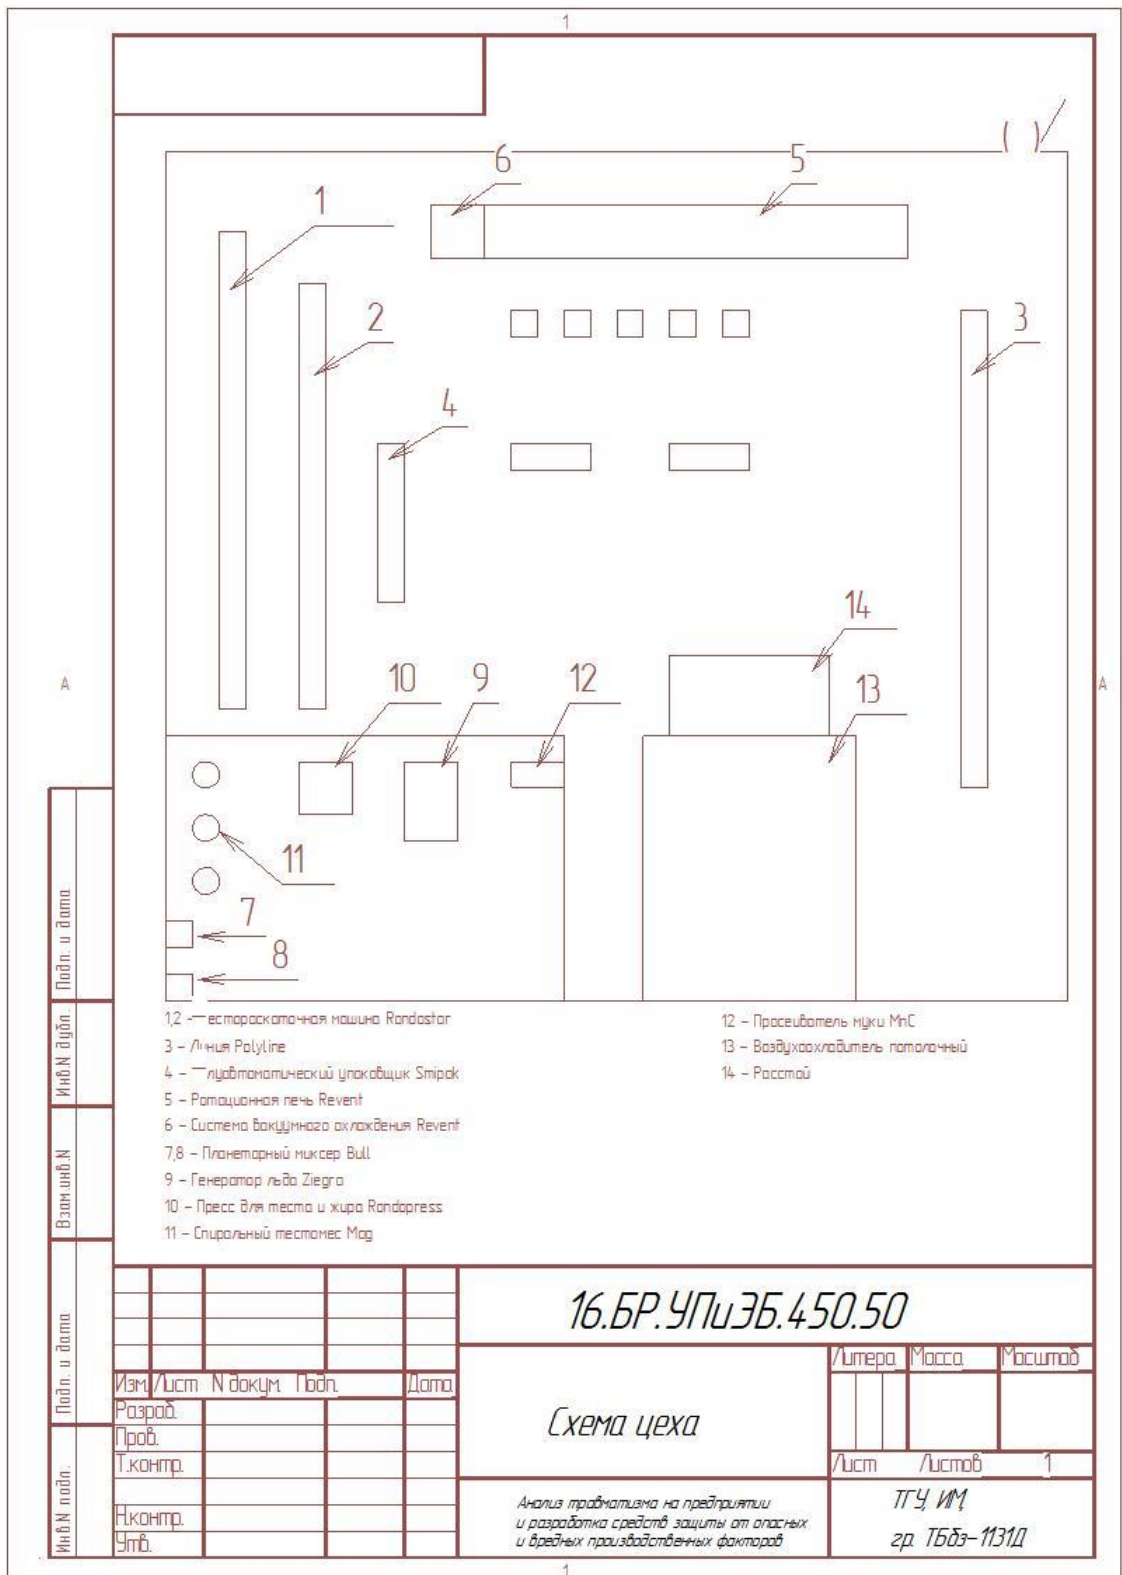 1
6
5
1
2
3
4
14
10
9
12
13
11
7
8
А
А
1,2 - естораскаточная машина Rondostar
3 - Линия Polyline
4 - луавтоматический упаковщик Smipak
5 - Ротационная печь Revent
6 - Система вакуумного охлаждения Revent
7,8 - Планетарный миксер Bull
9 - Генератор льда Ziegra
10 - Пресс для теста и жира Rondopress
11 - Спиральный тестомес Mag
12 - Просеиватель муки MnC
13 - Воздухоохладитель потолочный
14 - Расстой
Подп. и дата
Инв.N дубл.
Взам.инв.N
Подп. и дата
Инв.N подп.
16.БР.УПиЭБ.450.50
Изм. Лист N докум. Подп. Дата
Разраб.
Пров.
Т.контр.
Н.контр.
Утв.
Схема цеха
Литера Масса Масштаб
Лист Листов 1
Анализ травматизма на предприятии
и разработка средств защиты от опасных
и вредных производственных факторов
ТГУ, ИМ,
гр. ТБбз-1131Д
1